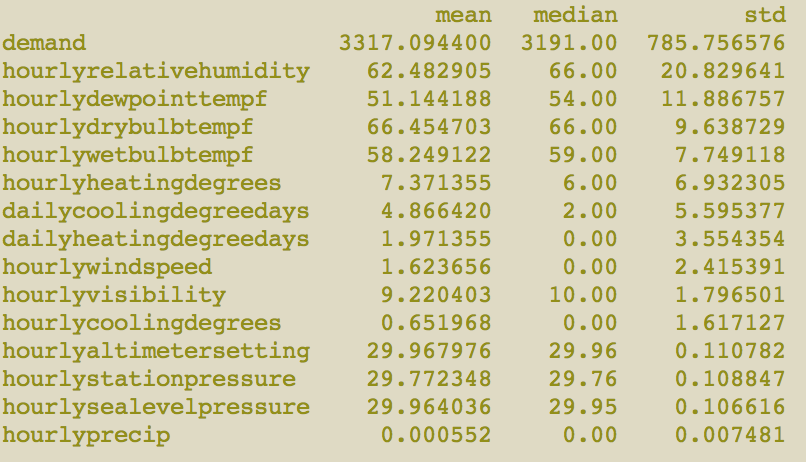 mean median std
demand 3317.094400 3191.00 785.756576
hourlyrelativehumidity 62.482905 66.00 20.829641
hourlydewpointtempf 51.144188 54.00 11.886757
hourlydrybulbtempf 66.454703 66.00 9.638729
hourlywetbulbtempf 58.249122 59.00 7.749118
hourlyheatingdegrees 7.371355 6.00 6.932305
dailycoolingdegreedays 4.866420 2.00 5.595377
dailyheatingdegreedays 1.971355 0.00 3.554354
hourlywindspeed 1.623656 0.00 2.415391
hourlyvisibility 9.220403 10.00 1.796501
hourlycoolingdegrees 0.651968 0.00 1.617127
hourlyaltimetersetting 29.967976 29.96 0.110782
hourlystationpressure 29.772348 29.76 0.108847
hourlysealevelpressure 29.964036 29.95 0.106616
hourlyprecip 0.000552 0.00 0.007481